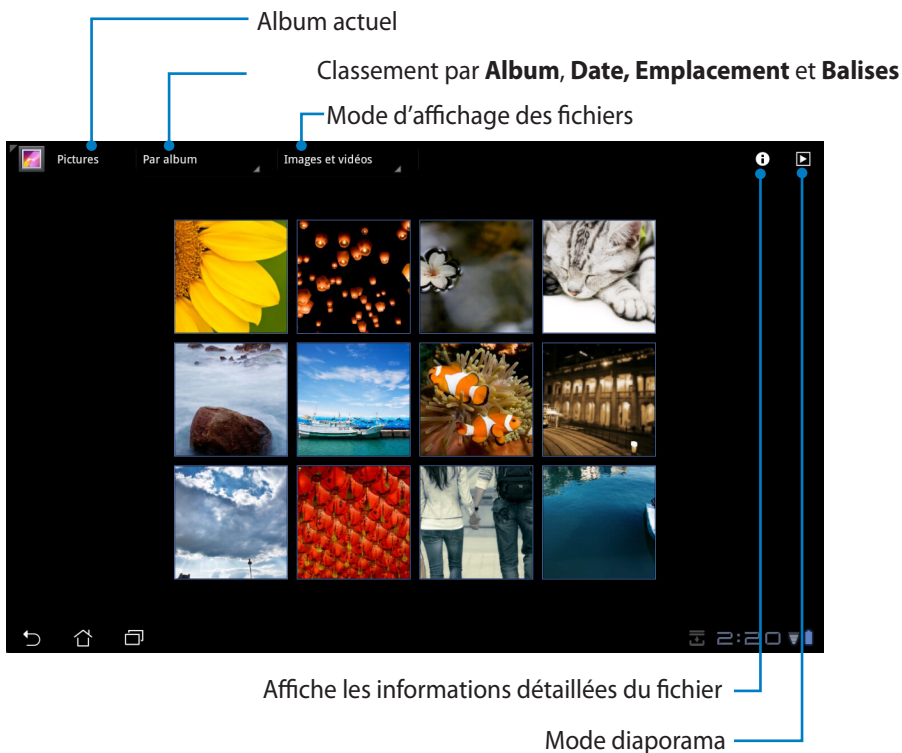 Album actuel
Classement par Album, Date, Emplacement et Balises
Mode d'affichage des fichiers
Pictures Par album Images et vidéos
2:20
Affiche les informations détaillées du fichier
Mode diaporama